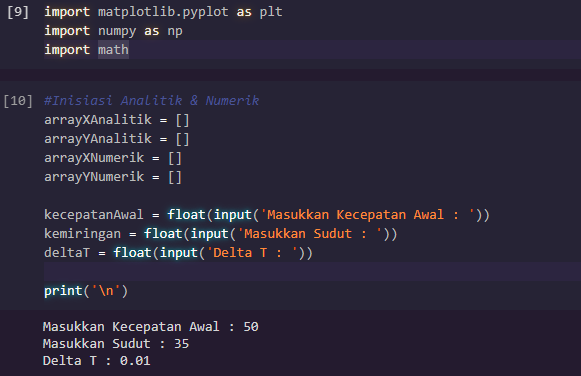 [9] import matplotlib.pyplot as plt
import numpy as np
import math
[10] #Inisiasi Analitik & Numerik
arrayXAnalitik = []
arrayYAnalitik = []
arrayXNumerik = []
arrayYNumerik = []
kecepatanAwal = float(input('Masukkan Kecepatan Awal : '))
kemiringan = float(input('Masukkan Sudut : '))
deltaT = float(input('Delta T : '))
print('\n')
Masukkan Kecepatan Awal : 50
Masukkan Sudut : 35
Delta T : 0.01